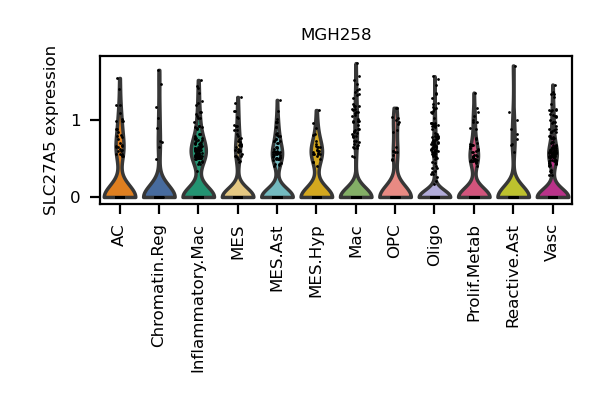 MGH258
SLC27A5 expression
1
0
AC
Chromatin.Reg
Inflammatory.Mac
MES
MES.Ast
MES.Hyp
Mac
OPC
Oligo
Prolif.Metab
Reactive.Ast
Vasc